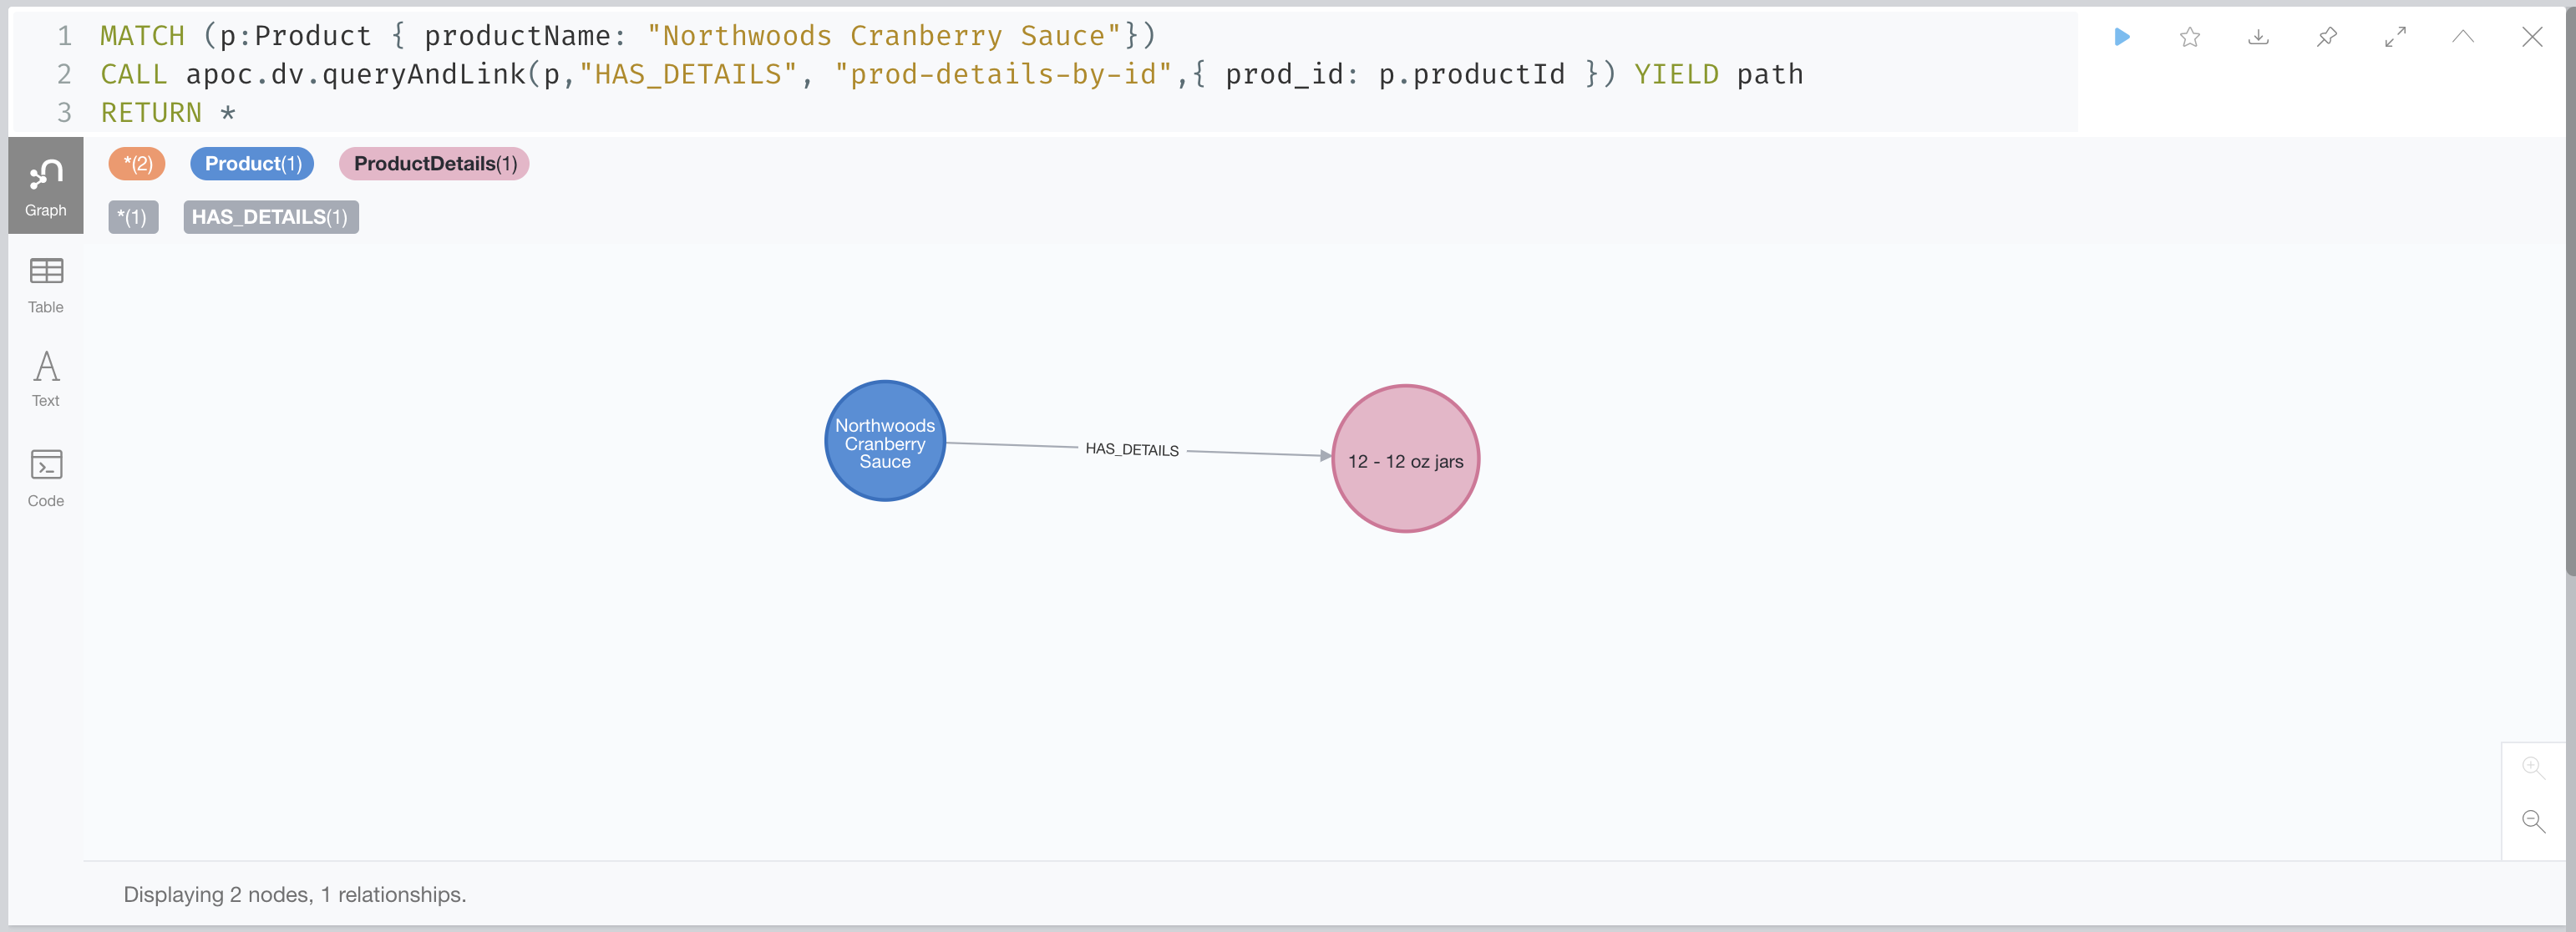 1 MATCH (p:Product { productName: "Northwoods Cranberry Sauce"})
2 CALL apoc.dv.queryAndLink(p,"HAS_DETAILS", "prod-details-by-id",{ prod_id: p.productId }) YIELD path
3 RETURN *
*(2) Product(1) ProductDetails(1)
*(1) HAS_DETAILS(1)
Graph
Table
Text
Code
Northwoods
Cranberry
Sauce
HAS_DETAILS
12 - 12 oz jars
Displaying 2 nodes, 1 relationships.